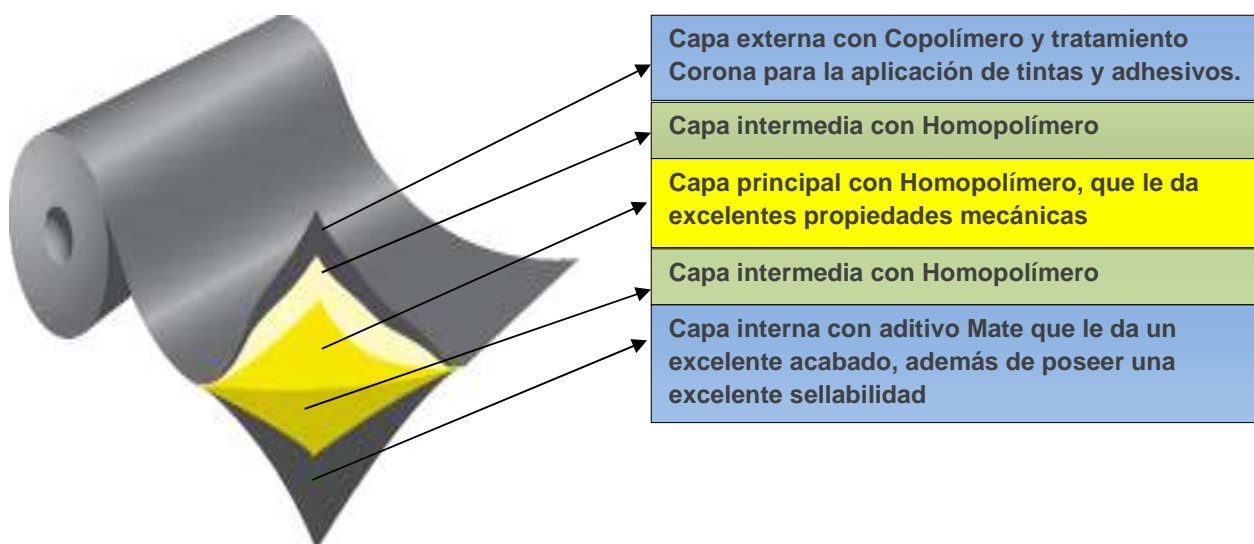 Capa externa con Copolímero y tratamiento
Corona para la aplicación de tintas y adhesivos.
Capa intermedia con Homopolímero
Capa principal con Homopolímero, que le da
excelentes propiedades mecánicas
Capa intermedia con Homopolímero
Capa interna con aditivo Mate que le da un
excelente acabado, además de poseer una
excelente sellabilidad